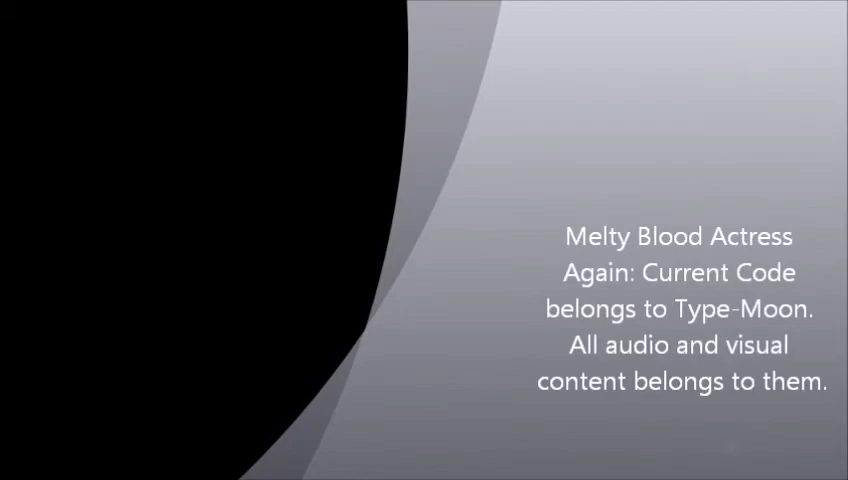 Melty Blood Actress
Again: Current Code
belongs to Type-Moon.
All audio and visual
content belongs to them.